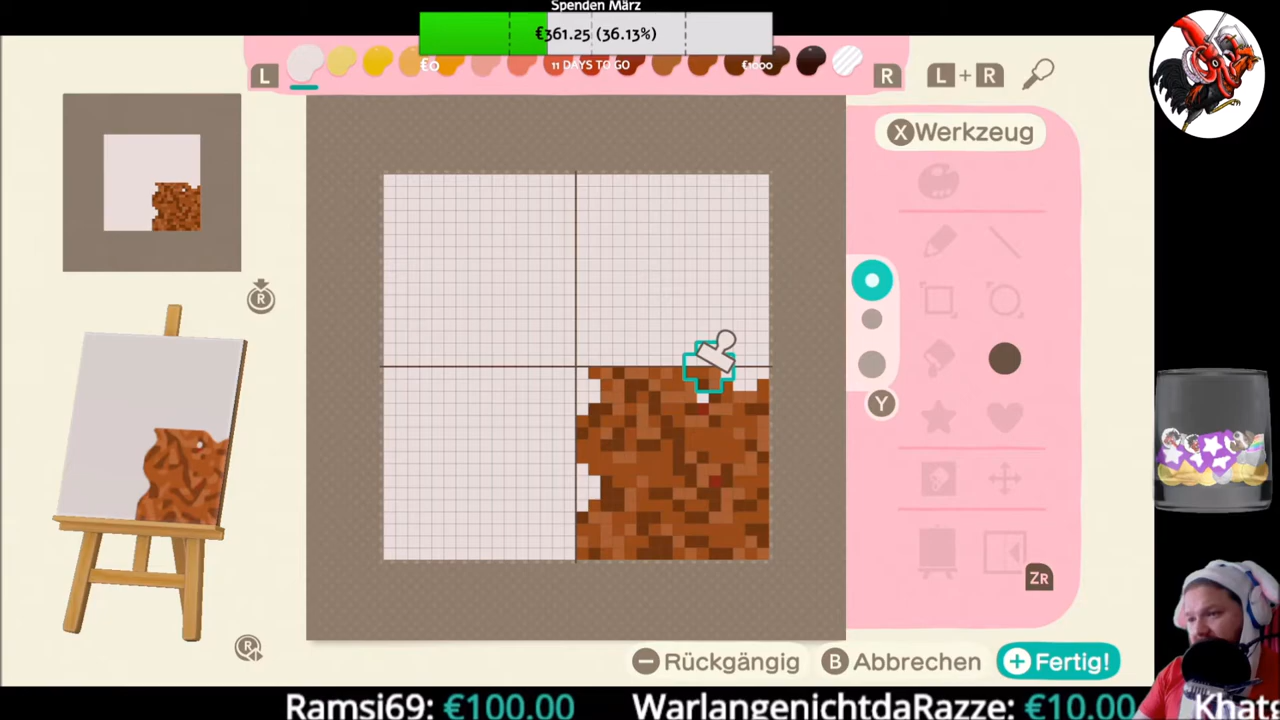 Spenden März
€361.25 (36.13%)
€0
11 DAYS TO GO
€1000
L
R
L + R
X Werkzeug
R
Y
ZR
R
Rückgängig
B Abbrechen
Fertig!
Ramsi69: €100.00 WarlangenichtdaRazze: €10.00